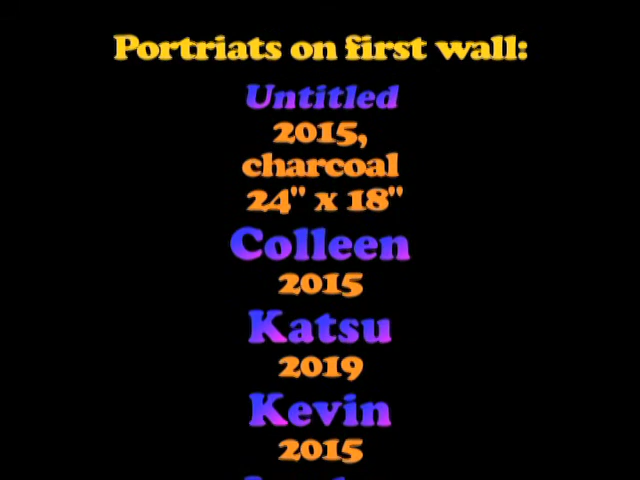 Portriats on first wall:
Untitled
2015,
charcoal
24" x 18"
Colleen
2015
Katsu
2019
Kevin
2015